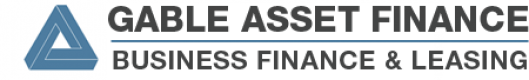 GABLE ASSET FINANCE
BUSINESS FINANCE & LEASING